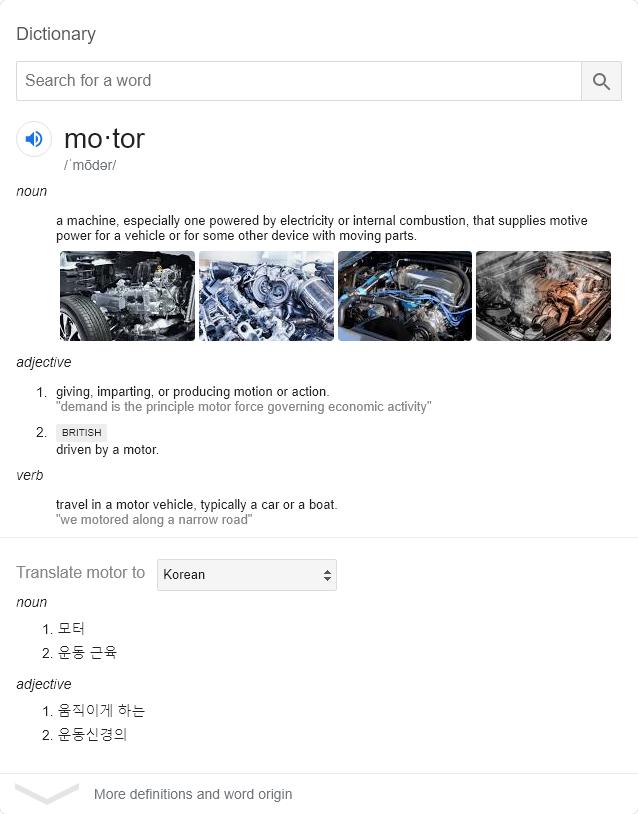 Dictionary
Search for a word
mo·tor
/ˈmōdər/
noun
a machine, especially one powered by electricity or internal combustion, that supplies motive
power for a vehicle or for some other device with moving parts.
adjective
1. giving, imparting, or producing motion or action.
"demand is the principle motor force governing economic activity"
2. BRITISH
driven by a motor.
verb
travel in a motor vehicle, typically a car or a boat.
"we motored along a narrow road"
Translate motor to Korean
noun
1. 모터
2. 운동 근육
adjective
1. 움직이게 하는
2. 운동신경의
More definitions and word origin